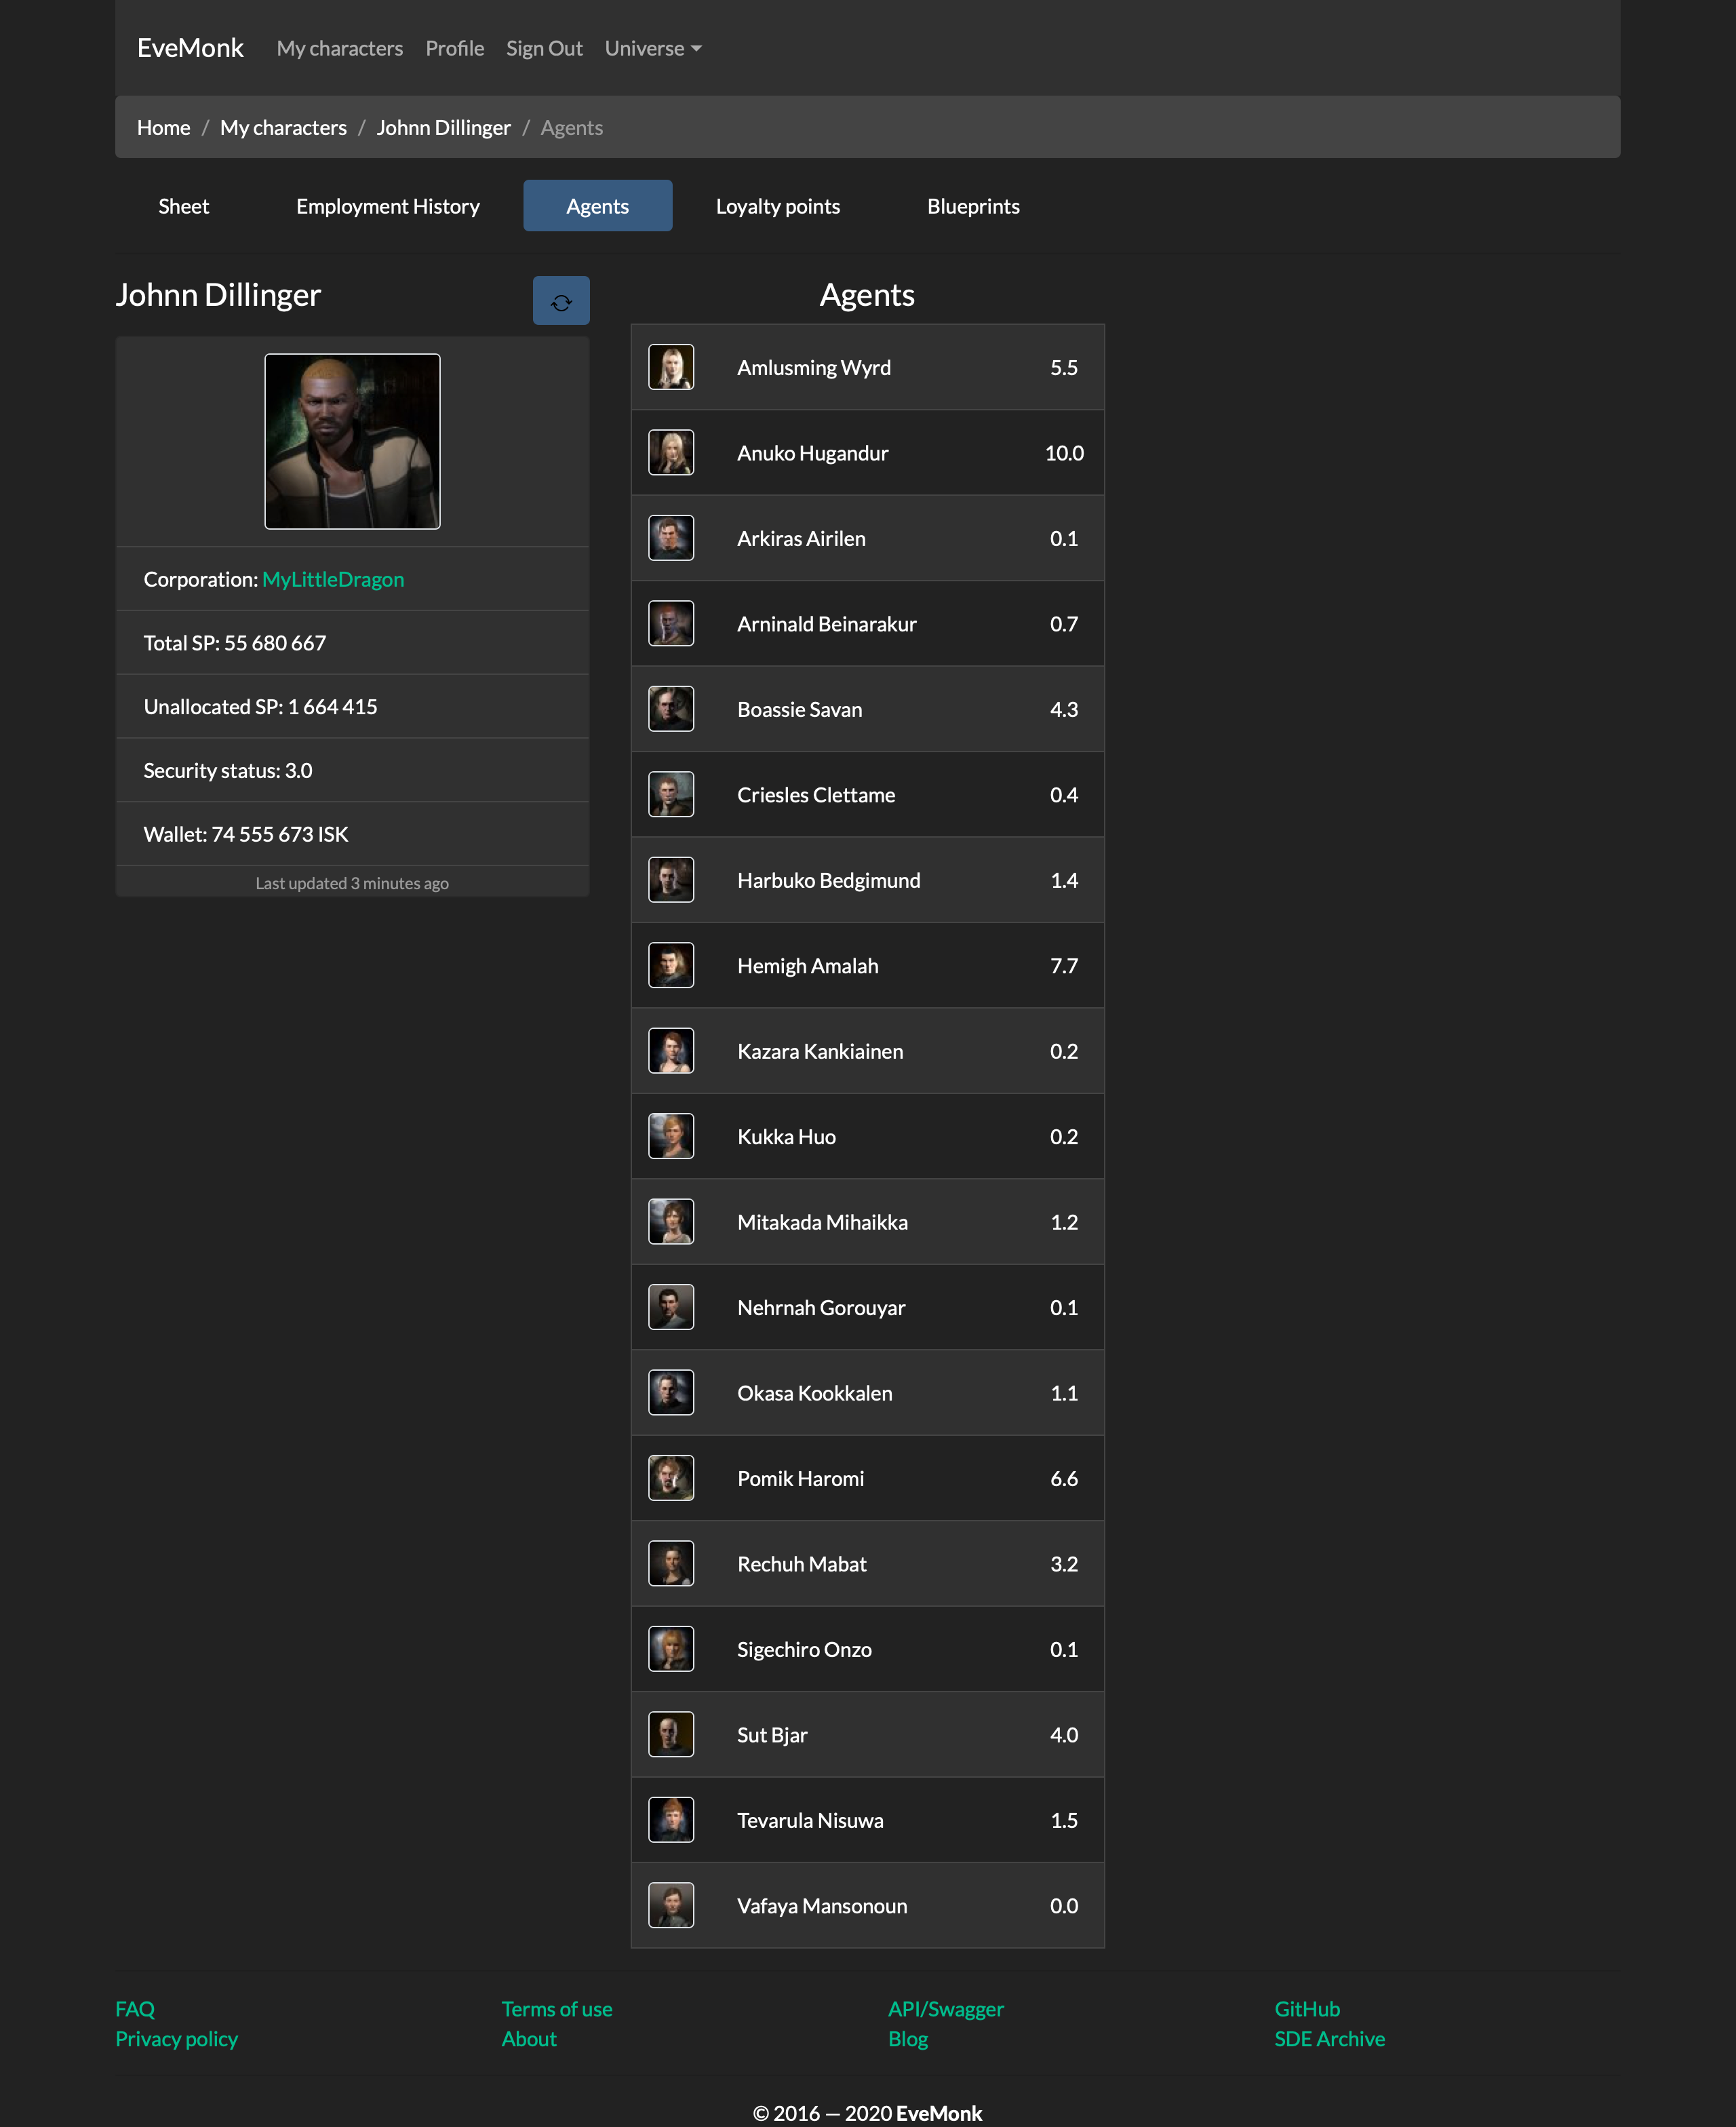 EveMonk My characters Profile Sign Out Universe
Home / My characters / Johnn Dillinger / Agents
Sheet Employment History Agents Loyalty points Blueprints
Johnn Dillinger
Corporation: MyLittleDragon
Total SP: 55 680 667
Unallocated SP: 1 664 415
Security status: 3.0
Wallet: 74 555 673 ISK
Last updated 3 minutes ago
Agents
Amlusming Wyrd 5.5
Anuko Hugandur 10.0
Arkiras Airilen 0.1
Arninald Beinarakur 0.7
Boassie Savan 4.3
Criesles Clettame 0.4
Harbuko Bedgimund 1.4
Hemigh Amalah 7.7
Kazara Kankiainen 0.2
Kukka Huo 0.2
Mitakada Mihaikka 1.2
Nehrnah Gorouyar 0.1
Okasa Kookkalen 1.1
Pomik Haromi 6.6
Rechuh Mabat 3.2
Sigechiro Onzo 0.1
Sut Bjar 4.0
Tevarula Nisuwa 1.5
Vafaya Mansonoun 0.0
FAQ Terms of use API/Swagger GitHub
Privacy policy About Blog SDE Archive
© 2016 — 2020 EveMonk